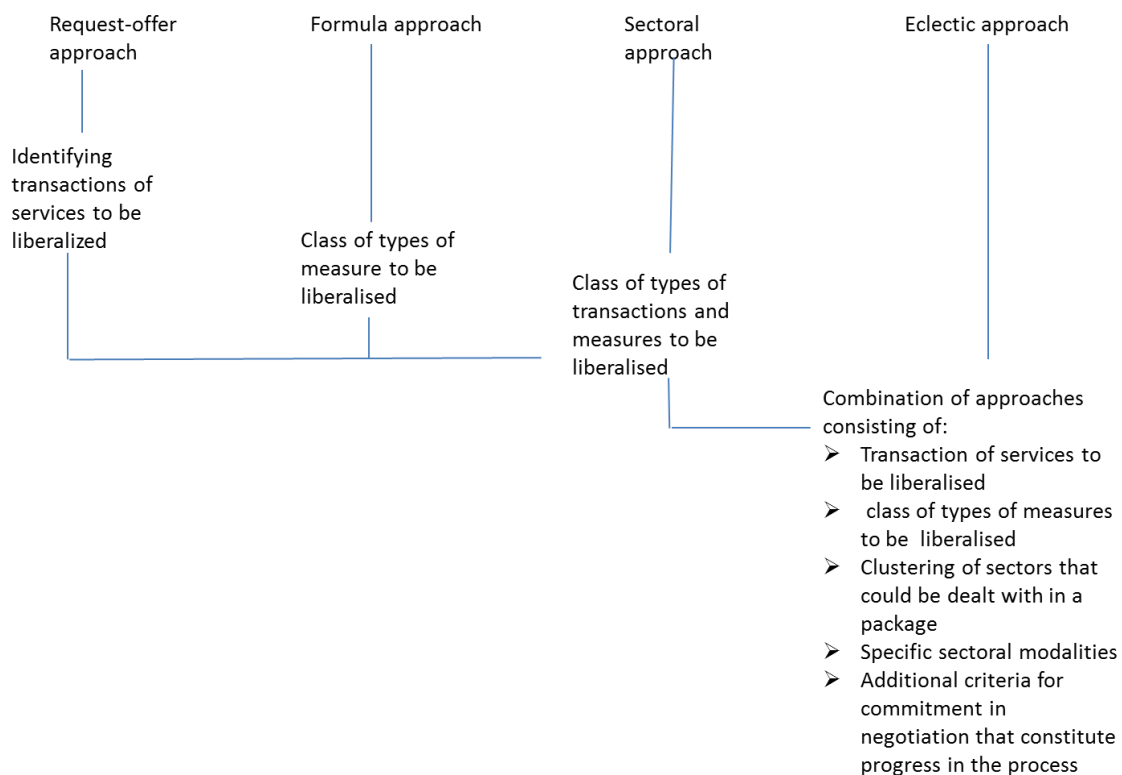 Request-offer
approach
Formula approach
Sectoral
approach
Eclectic approach
Identifying
transactions of
services to be
liberalized
Class of types of
measure to be
liberalised
Class of types of
transactions and
measures to be
liberalised
Combination of approaches
consisting of:
➢ Transaction of services to
be liberalised
➢ class of types of measures
to be liberalised
➢ Clustering of sectors that
could be dealt with in a
package
➢ Specific sectoral modalities
➢ Additional criteria for
commitment in
negotiation that constitute
progress in the process